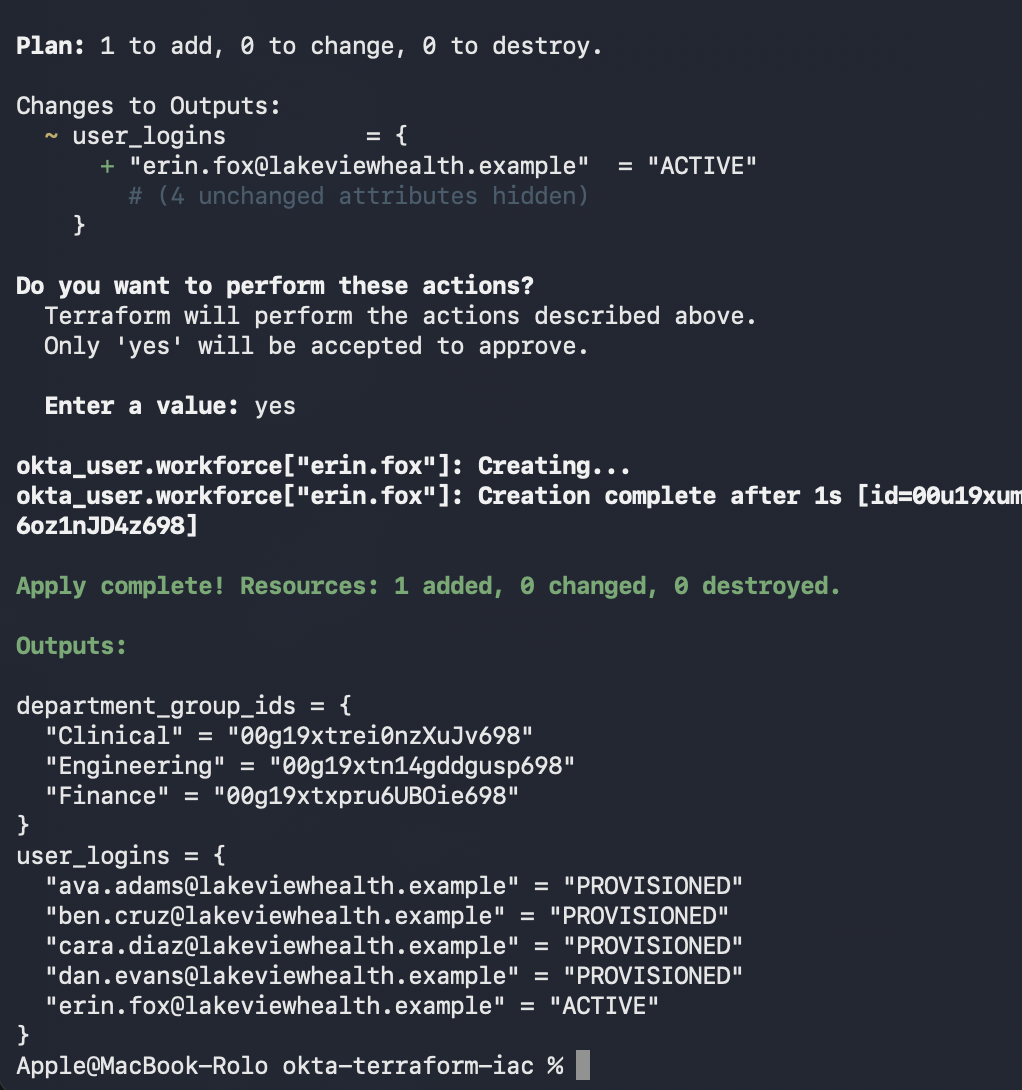 Plan: 1 to add, 0 to change, 0 to destroy.
Changes to Outputs:
  ~ user_logins          = {
      + "erin.fox@lakeviewhealth.example"  = "ACTIVE"
        # (4 unchanged attributes hidden)
    }
Do you want to perform these actions?
  Terraform will perform the actions described above.
  Only 'yes' will be accepted to approve.
  Enter a value: yes
okta_user.workforce["erin.fox"]: Creating...
okta_user.workforce["erin.fox"]: Creation complete after 1s [id=00u19xum
6oz1nJD4z698]
Apply complete! Resources: 1 added, 0 changed, 0 destroyed.
Outputs:
department_group_ids = {
  "Clinical" = "00g19xtrei0nzXuJv698"
  "Engineering" = "00g19xtn14gddgusp698"
  "Finance" = "00g19xtxpru6UBOie698"
}
user_logins = {
  "ava.adams@lakeviewhealth.example" = "PROVISIONED"
  "ben.cruz@lakeviewhealth.example" = "PROVISIONED"
  "cara.diaz@lakeviewhealth.example" = "PROVISIONED"
  "dan.evans@lakeviewhealth.example" = "PROVISIONED"
  "erin.fox@lakeviewhealth.example" = "ACTIVE"
}
Apple@MacBook-Rolo okta-terraform-iac %